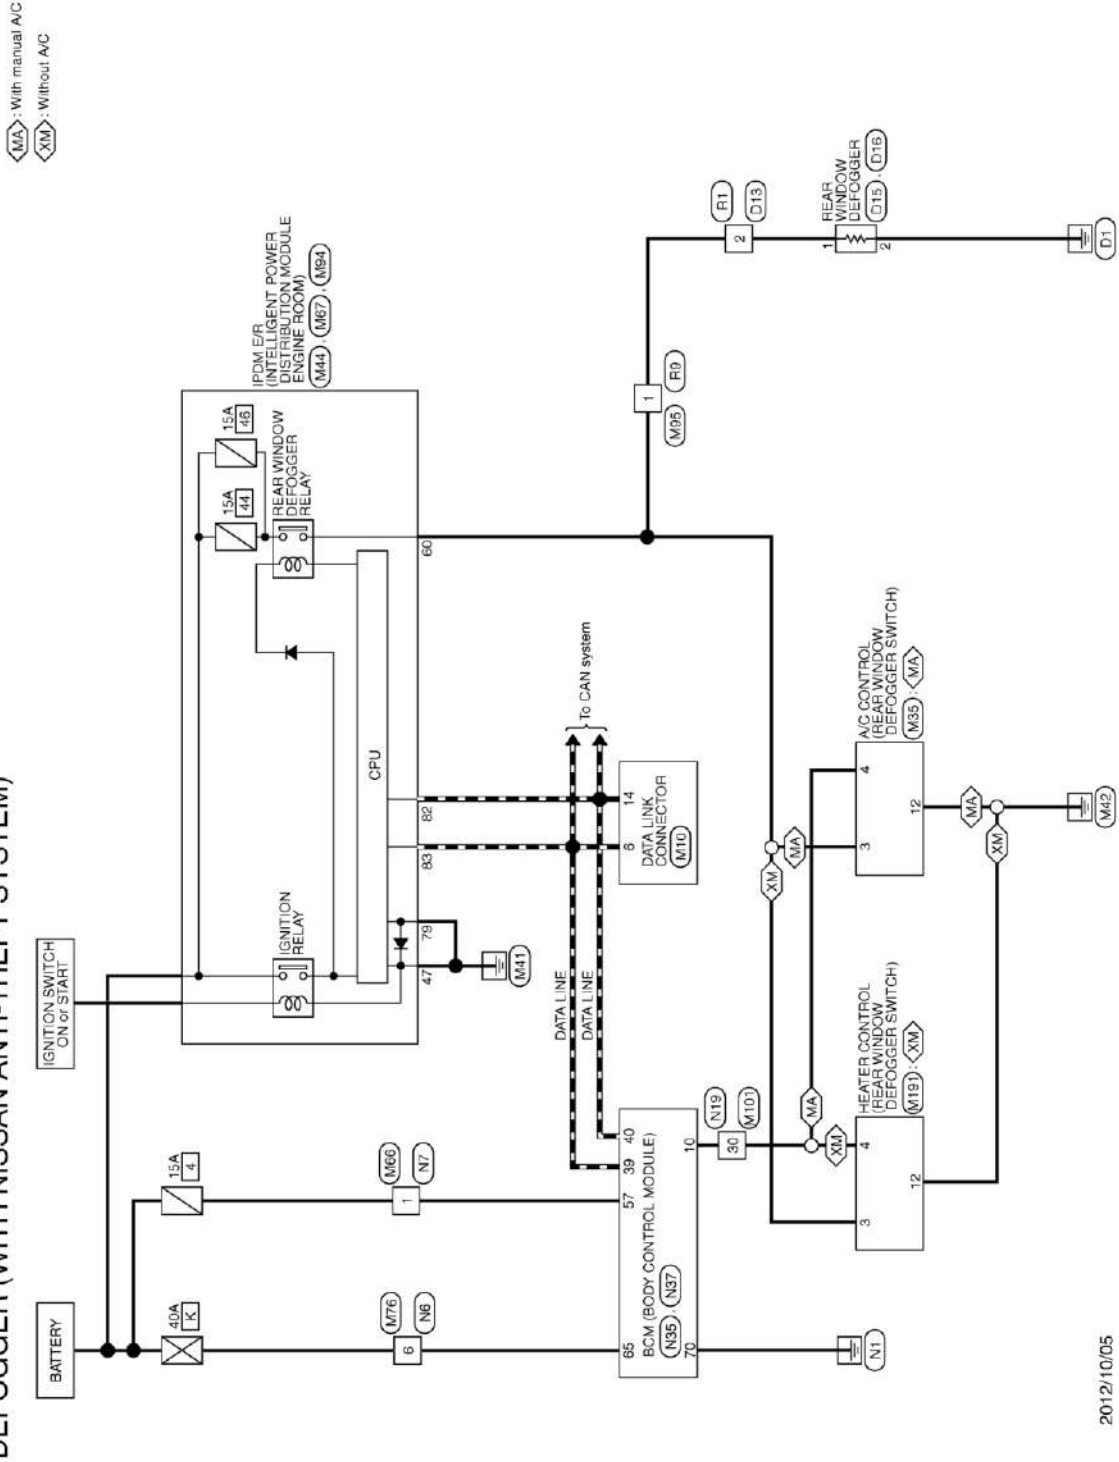 DEFOGGER (WITH NISSAN ANTI-THEFT SYSTEM)
MA : With manual A/C
XM : Without A/C
BATTERY
IGNITION SWITCH
ON or START
40A
K
15A
4
M76
N6
6
M66
N7
1
IPDM E/R
(INTELLIGENT POWER
DISTRIBUTION MODULE
ENGINE ROOM)
M44 , M67 , M94
15A
44
15A
46
IGNITION
RELAY
REAR WINDOW
DEFOGGER
RELAY
CPU
47
79
83
82
60
M41
DATA LINE
DATA LINE
To CAN system
65
57
39
40
BCM (BODY CONTROL MODULE)
N35 , N37
70
10
6
14
DATA LINK
CONNECTOR
M10
M95
R9
1
R1
D13
2
1
REAR
WINDOW
DEFOGGER
D15 , D16
2
N19
M101
30
MA
XM
XM
MA
3
4
HEATER CONTROL
(REAR WINDOW
DEFOGGER SWITCH)
M191 : XM
12
3
4
A/C CONTROL
(REAR WINDOW
DEFOGGER SWITCH)
M35 : MA
12
XM
MA
N1
M42
D1
2012/10/05